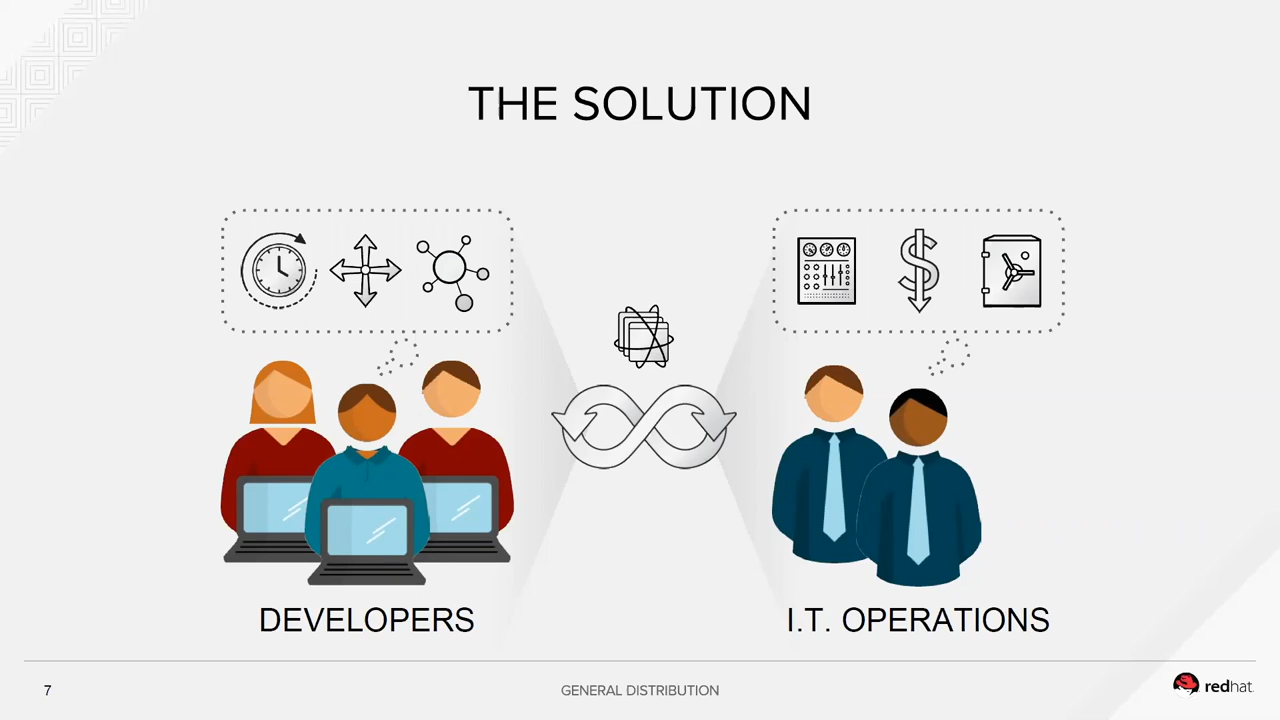 THE SOLUTION
DEVELOPERS
I.T. OPERATIONS
7
GENERAL DISTRIBUTION
redhat.